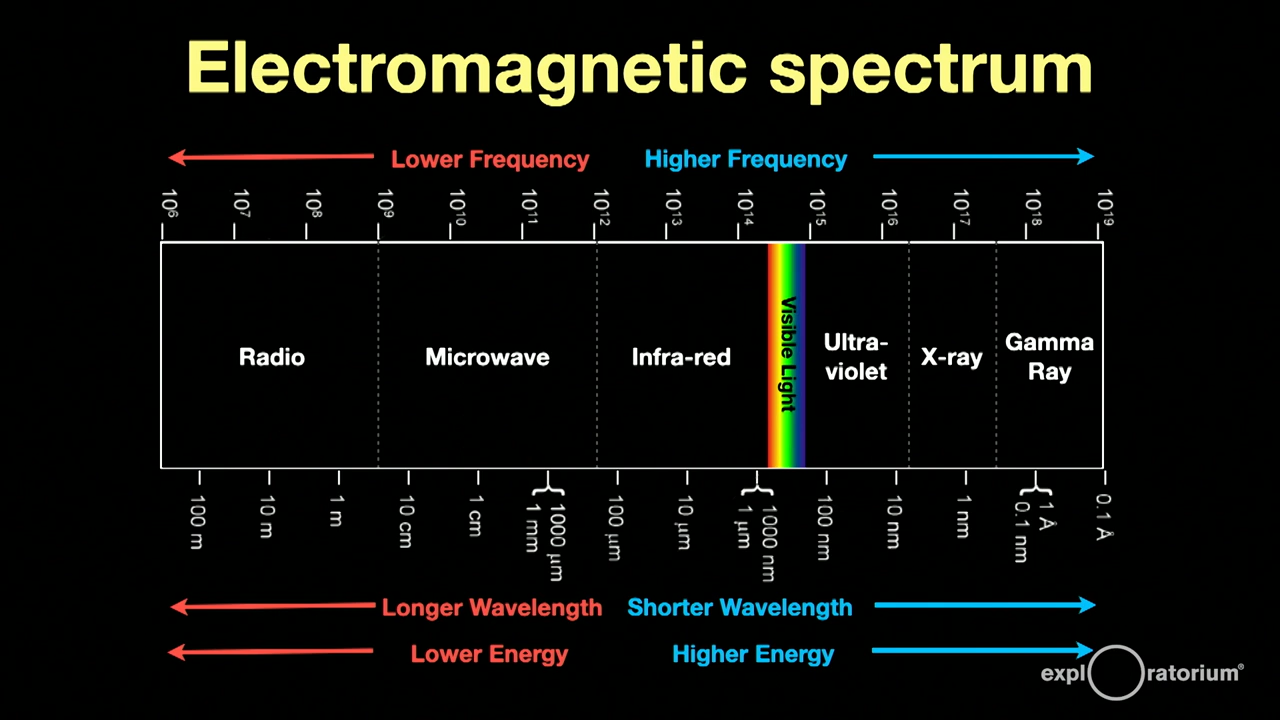 Electromagnetic spectrum
Lower Frequency Higher Frequency
10⁶ 10⁷ 10⁸ 10⁹ 10¹⁰ 10¹¹ 10¹² 10¹³ 10¹⁴ 10¹⁵ 10¹⁶ 10¹⁷ 10¹⁸ 10¹⁹
Radio
Microwave
Infra-red
Visible Light
Ultra-
violet
X-ray
Gamma
Ray
100 m
10 m
1 m
10 cm
1 cm
1000 µm
1 mm
100 µm
10 µm
1000 nm
1 µm
100 nm
10 nm
1 nm
1 Å
0.1 nm
0.1 Å
Longer Wavelength Shorter Wavelength
Lower Energy Higher Energy
explOratorium®